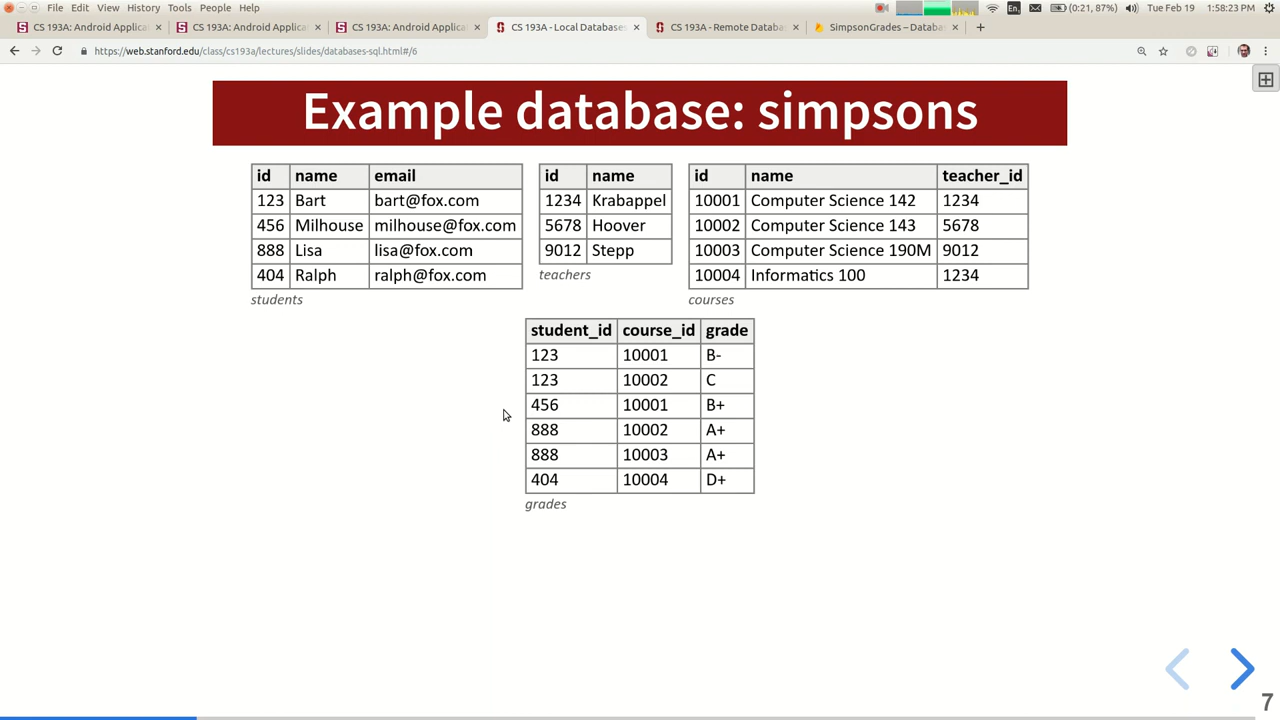 File Edit View History Tools People Help
En
(0:21, 87%)
Tue Feb 19 1:58:23 PM
CS 193A: Android Applica
CS 193A: Android Applica
CS 193A: Android Applica
CS 193A - Local Databases
CS 193A - Remote Databa
SimpsonGrades – Databa
https://web.stanford.edu/class/cs193a/lectures/slides/databases-sql.html#/6
Example database: simpsons
id name email
123 Bart bart@fox.com
456 Milhouse milhouse@fox.com
888 Lisa lisa@fox.com
404 Ralph ralph@fox.com
students
id name
1234 Krabappel
5678 Hoover
9012 Stepp
teachers
id name teacher_id
10001 Computer Science 142 1234
10002 Computer Science 143 5678
10003 Computer Science 190M 9012
10004 Informatics 100 1234
courses
student_id course_id grade
123 10001 B-
123 10002 C
456 10001 B+
888 10002 A+
888 10003 A+
404 10004 D+
grades
7